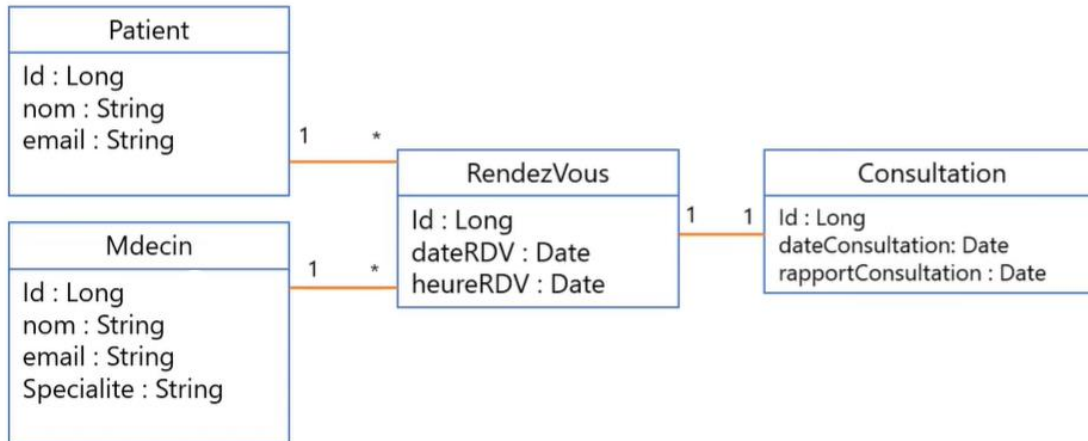 Patient
Id : Long
nom : String
email : String
1 *
Mdecin
Id : Long
nom : String
email : String
Specialite : String
1 *
RendezVous
Id : Long
dateRDV : Date
heureRDV : Date
1 1
Consultation
Id : Long
dateConsultation: Date
rapportConsultation : Date